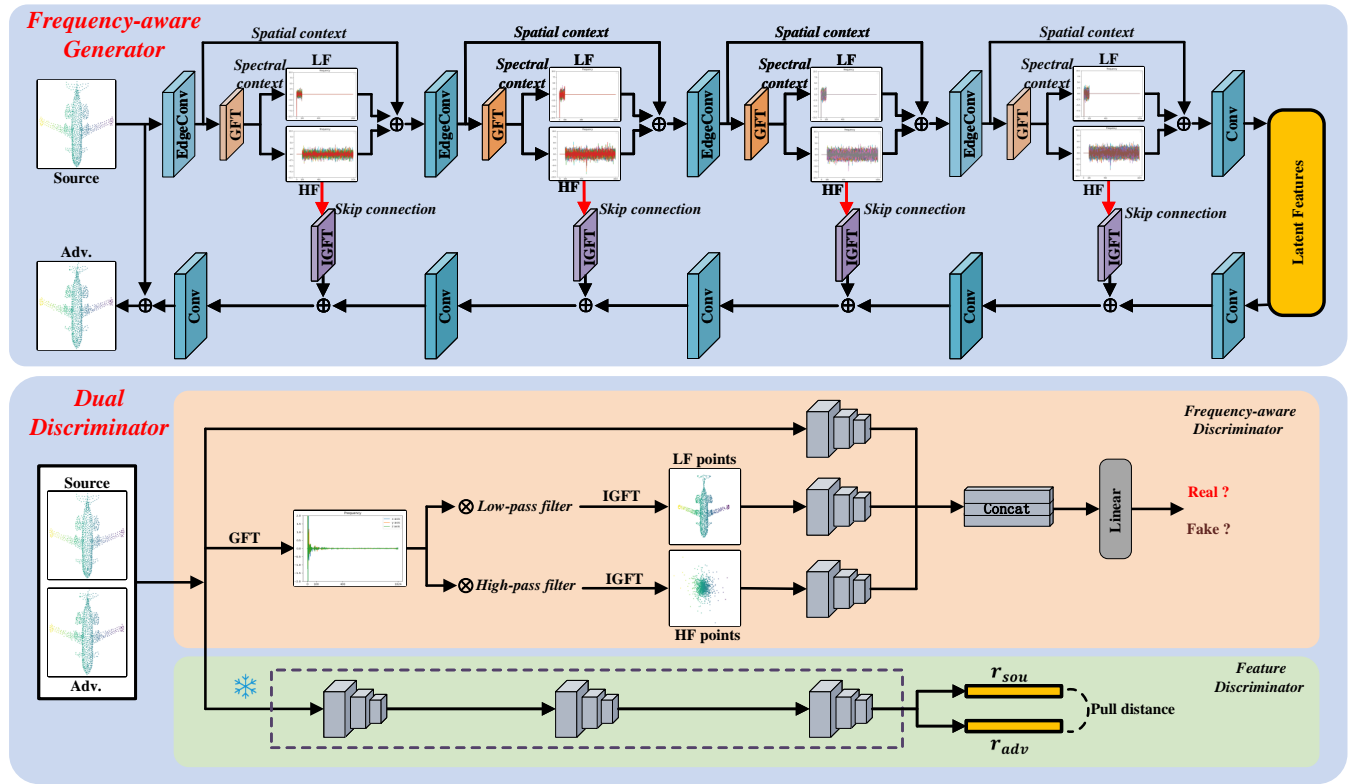 Frequency-aware
Generator
Spatial context
Spatial context
Spatial context
Spatial context
Spectral
context
LF
Spectral
context
LF
Spectral
context
LF
Spectral
context
LF
Source
EdgeConv
GFT
EdgeConv
GFT
EdgeConv
GFT
EdgeConv
GFT
Conv
HF
HF
HF
HF
Skip connection
Skip connection
Skip connection
Skip connection
IGFT
IGFT
IGFT
IGFT
Latent Features
Adv.
Conv
Conv
Conv
Conv
Conv
Dual
Discriminator
Frequency-aware
Discriminator
Source
Adv.
GFT
Frequency
Low-pass filter
IGFT
LF points
High-pass filter
IGFT
HF points
Concat
Linear
Real ?
Fake ?
Feature
Discriminator
r_sou
Pull distance
r_adv